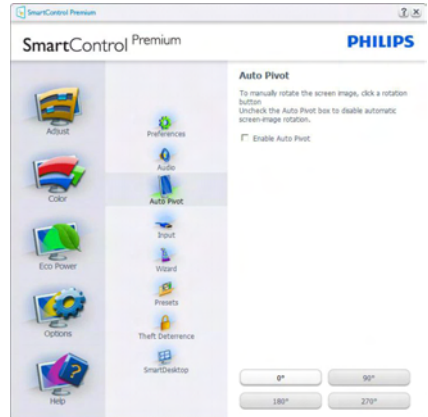 SmartControl Premium
SmartControl Premium
PHILIPS
Adjust
Color
Eco Power
Options
Help
Preferences
Audio
Auto Pivot
Input
Wizard
Presets
Theft Deterrence
SmartDesktop
Auto Pivot
To manually rotate the screen image, click a rotation
button
Uncheck the Auto Pivot box to disable automatic
screen-image rotation.
Enable Auto Pivot
0°
90°
180°
270°